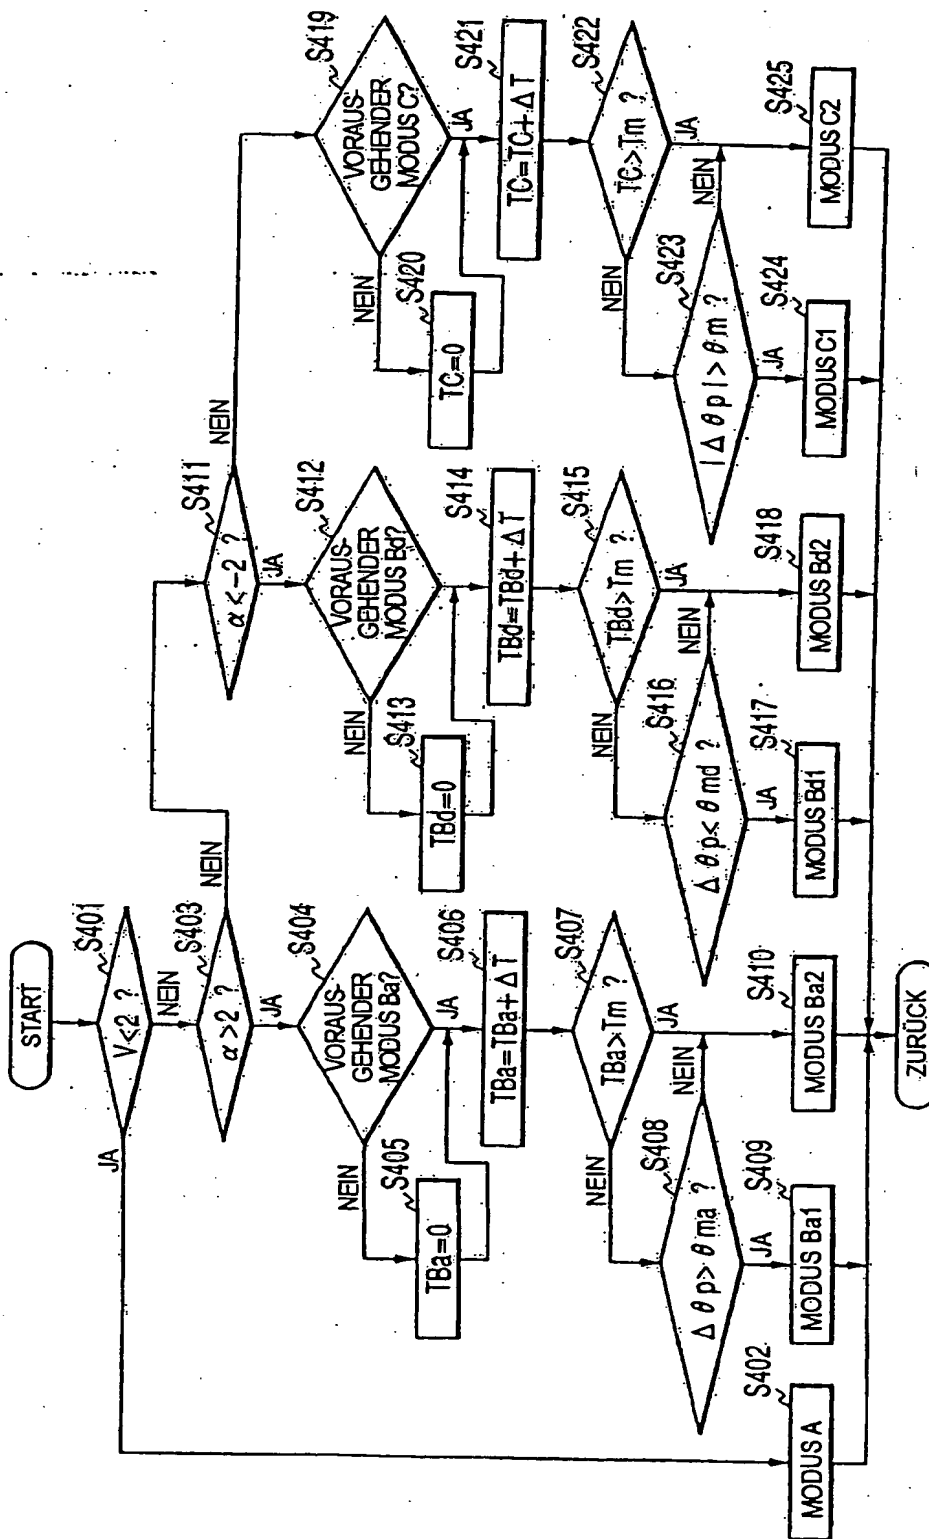 START
V<2 ?
S401
JA
NEIN
α>2 ?
S403
NEIN
JA
VORAUS-
GEHENDER
MODUS Ba?
S404
NEIN
JA
TBa=0
S405
TBa=TBa+ΔT
S406
TBa>Tm ?
S407
NEIN
JA
Δθp>θma ?
S408
NEIN
JA
MODUS A
S402
MODUS Ba1
S409
MODUS Ba2
S410
α<-2 ?
S411
NEIN
JA
VORAUS-
GEHENDER
MODUS Bd?
S412
NEIN
TBd=0
S413
TBd=TBd+ΔT
S414
TBd>Tm ?
S415
NEIN
JA
Δθp<θmd ?
S416
NEIN
JA
MODUS Bd1
S417
MODUS Bd2
S418
VORAUS-
GEHENDER
MODUS C?
S419
NEIN
JA
TC=0
S420
TC=TC+ΔT
S421
TC>Tm ?
S422
NEIN
JA
|Δθp|>θm ?
S423
NEIN
JA
MODUS C1
S424
MODUS C2
S425
ZURÜCK